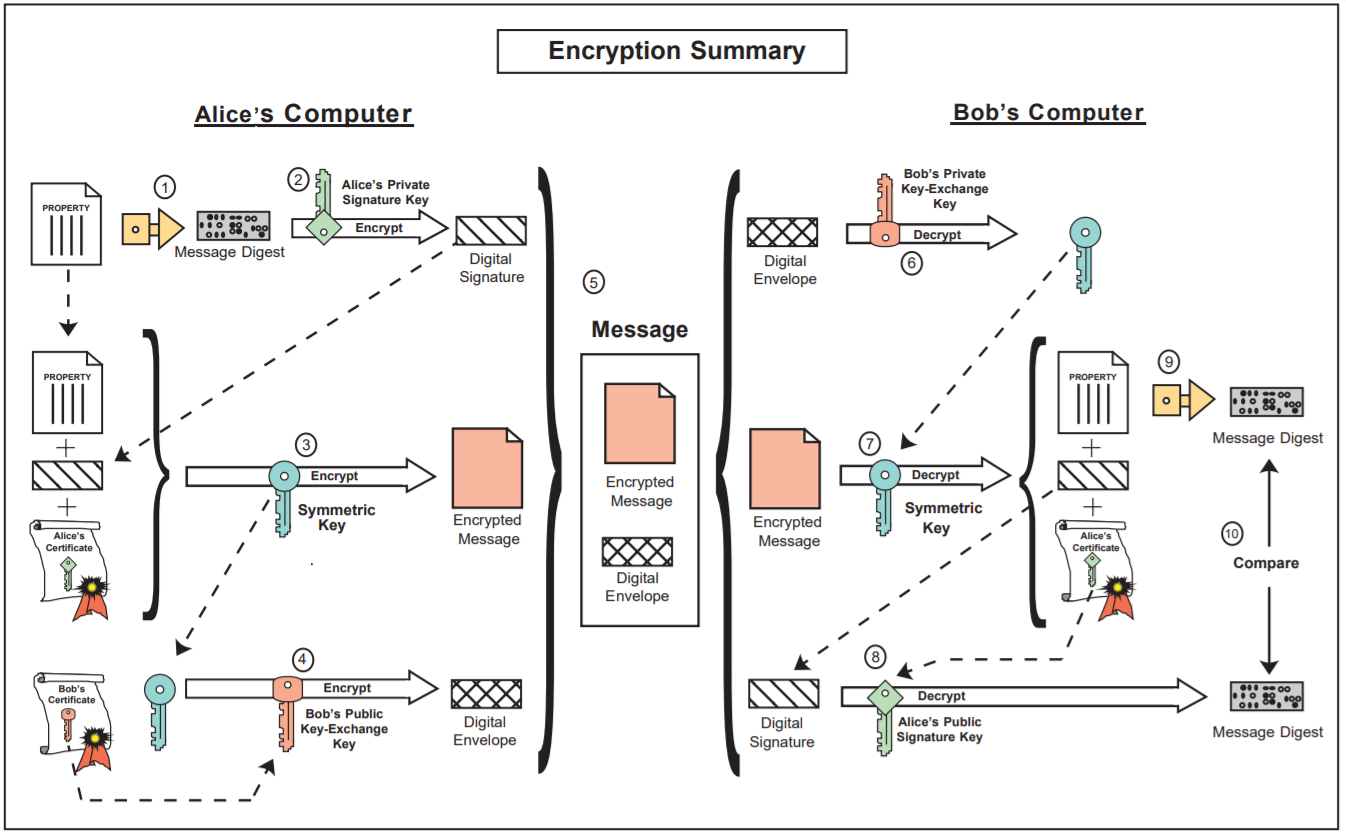 Encryption Summary
Alice's Computer
1
PROPERTY
Message Digest
2
Alice's Private
Signature Key
Encrypt
Digital
Signature
PROPERTY
+
+
Alice's
Certificate
3
Encrypt
Symmetric
Key
Encrypted
Message
Bob's
Certificate
4
Encrypt
Bob's Public
Key-Exchange
Key
Digital
Envelope
5
Message
Encrypted
Message
Digital
Envelope
Bob's Computer
Digital
Envelope
Bob's Private
Key-Exchange
Key
Decrypt
6
Encrypted
Message
7
Decrypt
Symmetric
Key
PROPERTY
+
+
Alice's
Certificate
9
Message Digest
10
Compare
Digital
Signature
8
Decrypt
Alice's Public
Signature Key
Message Digest